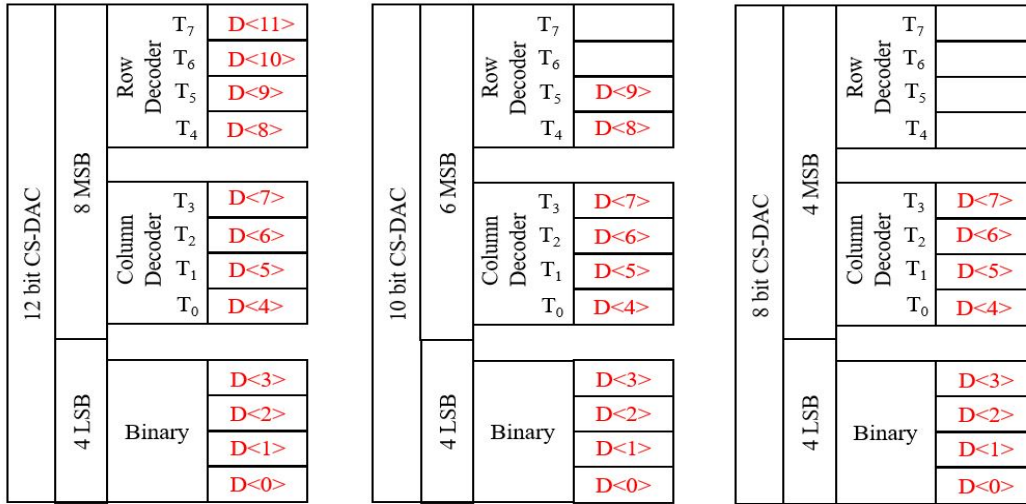 12 bit CS-DAC
8 MSB
4 LSB
Row Decoder
T7 D<11>
T6 D<10>
T5 D<9>
T4 D<8>
Column Decoder
T3 D<7>
T2 D<6>
T1 D<5>
T0 D<4>
Binary
D<3>
D<2>
D<1>
D<0>
10 bit CS-DAC
6 MSB
4 LSB
Row Decoder
T7
T6
T5 D<9>
T4 D<8>
Column Decoder
T3 D<7>
T2 D<6>
T1 D<5>
T0 D<4>
Binary
D<3>
D<2>
D<1>
D<0>
8 bit CS-DAC
4 MSB
4 LSB
Row Decoder
T7
T6
T5
T4
Column Decoder
T3 D<7>
T2 D<6>
T1 D<5>
T0 D<4>
Binary
D<3>
D<2>
D<1>
D<0>